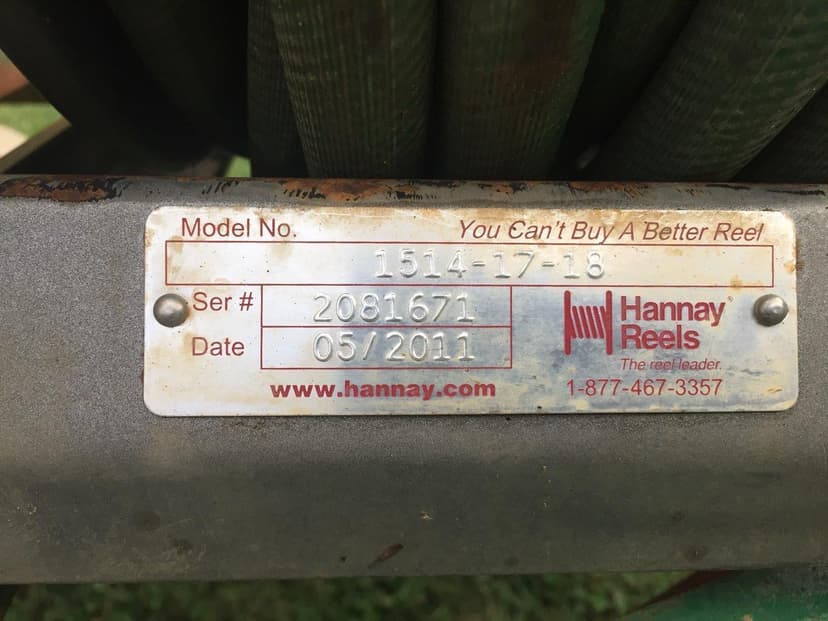 Model No. You Can't Buy A Better Reel
1514-17-18
Ser # 2081671
Date 05/2011
Hannay®
Reels
The reel leader.
www.hannay.com 1-877-467-3357